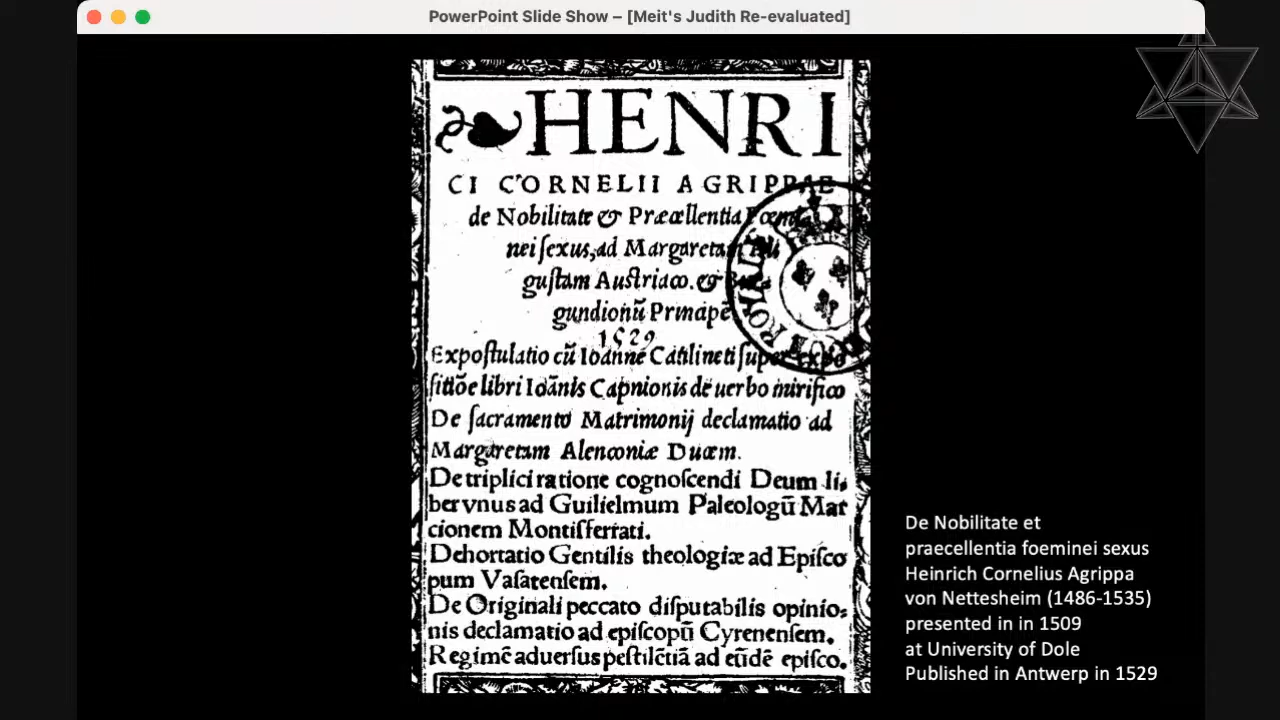 PowerPoint Slide Show – [Meit's Judith Re-evaluated]
HENRI
CI CORNELII AGRIPPAE
de Nobilitate & Præcellentia Fœmi
nei ſexus, ad Margaretam Au
guſtam Auſtriaco. &
gundionũ Principẽ
1529
Expoſtulatio cũ Ioanne Catilineti ſuper expo
ſitiõe libri Ioãnis Capnionis de uerbo mirifico
De ſacramento Matrimonij declamatio ad
Margaretam Alenconiæ Ducem.
De triplici ratione cognoſcendi Deum li,
ber vnus ad Guilielmum Paleologũ Mar
cionem Montiſferrati.
Dehortatio Gentilis theologiæ ad Epiſco
pum Vaſatenſem.
De Originali peccato diſputabilis opinio,
nis declamatio ad epiſcopũ Cyrenenſem.
Regimẽ aduerſus peſtilẽtiã ad eũdẽ epiſco.
De Nobilitate et
praecellentia foeminei sexus
Heinrich Cornelius Agrippa
von Nettesheim (1486-1535)
presented in in 1509
at University of Dole
Published in Antwerp in 1529